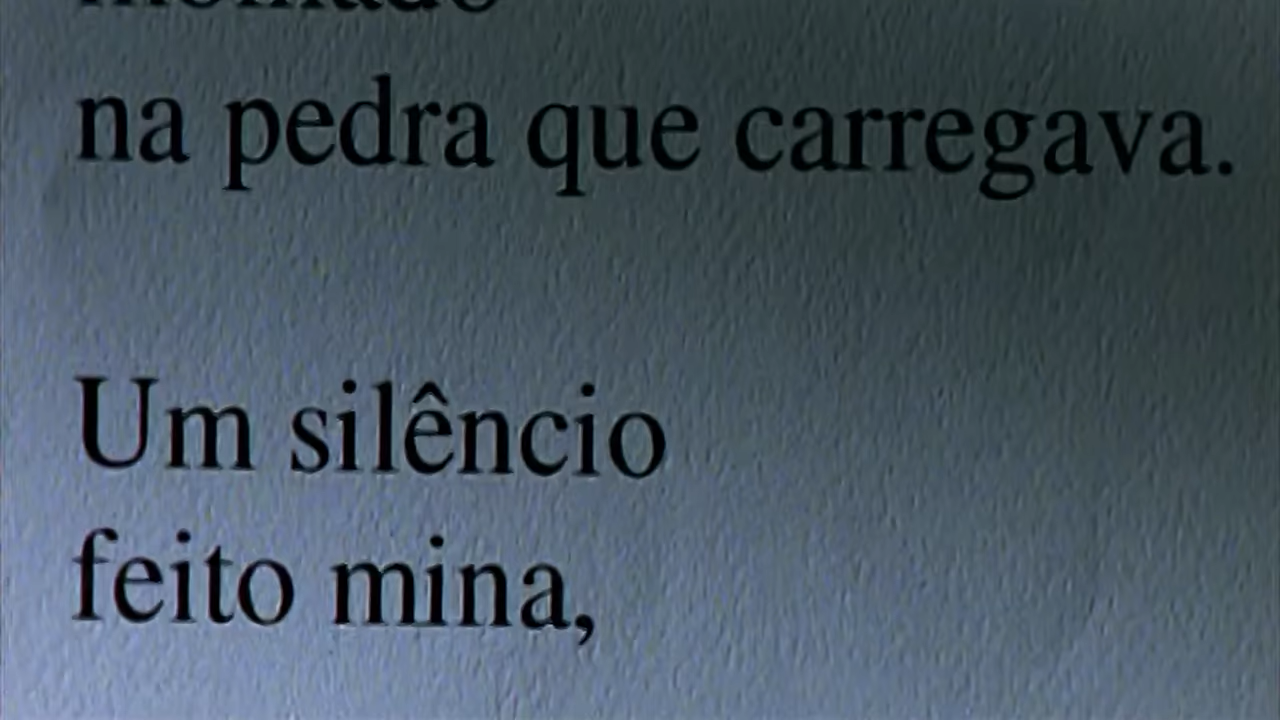 na pedra que carregava.
Um silêncio
feito mina,